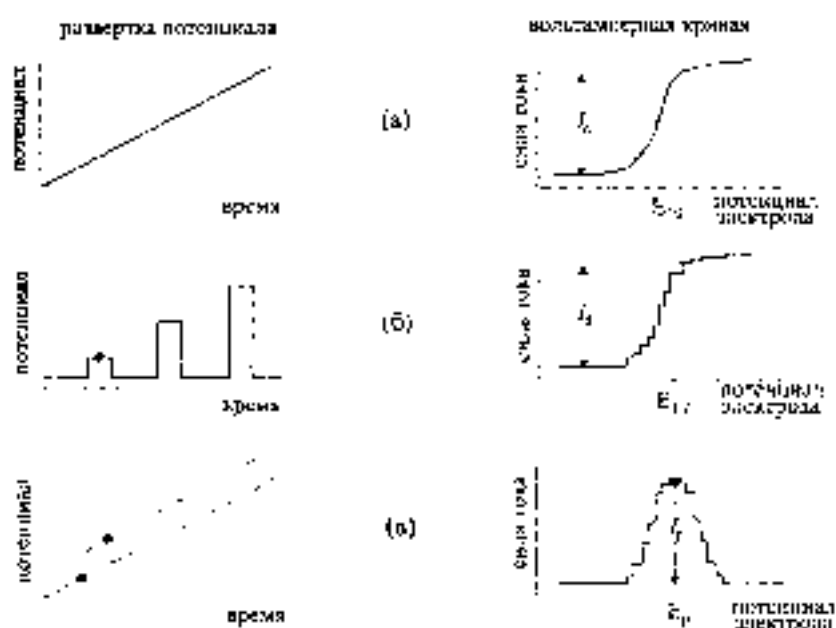 развертка потенциала
вольтамперная кривая
потенциал
время
(а)
сила тока
потенциал
электрода
потенциал
время
(б)
сила тока
потенциал
электрода
потенциал
время
(в)
сила тока
потенциал
электрода